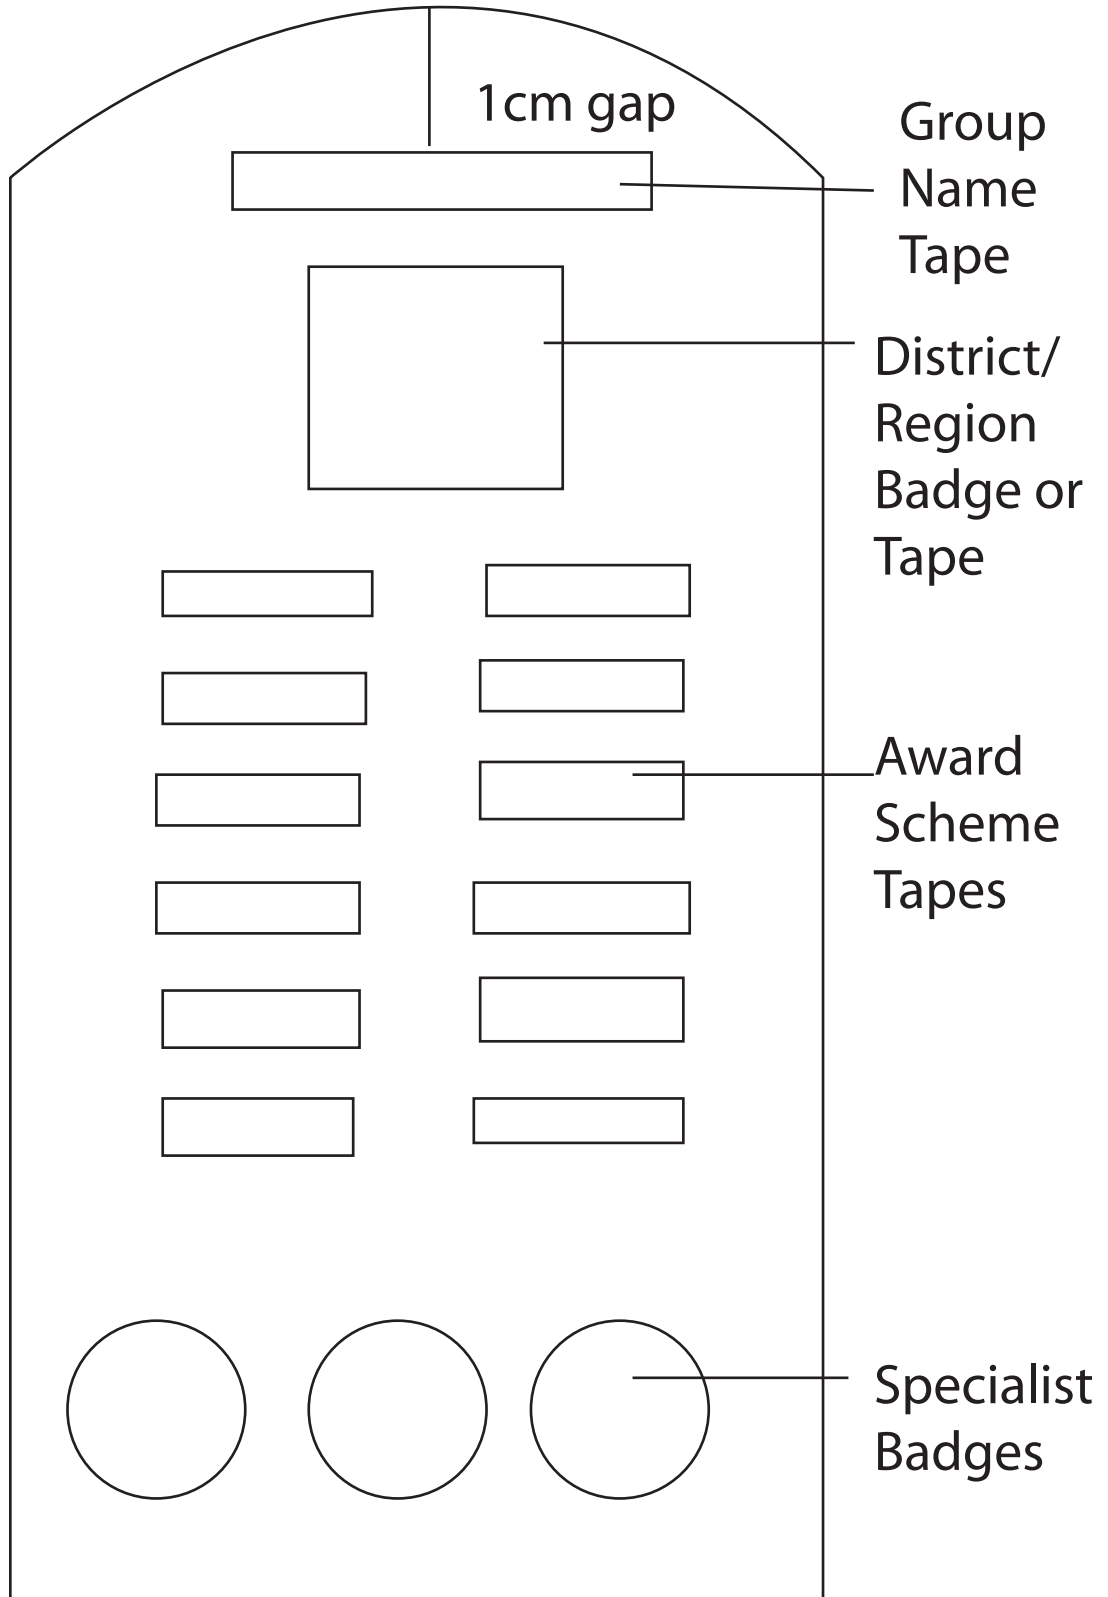 1cm gap
Group
Name
Tape
District/
Region
Badge or
Tape
Award
Scheme
Tapes
Specialist
Badges